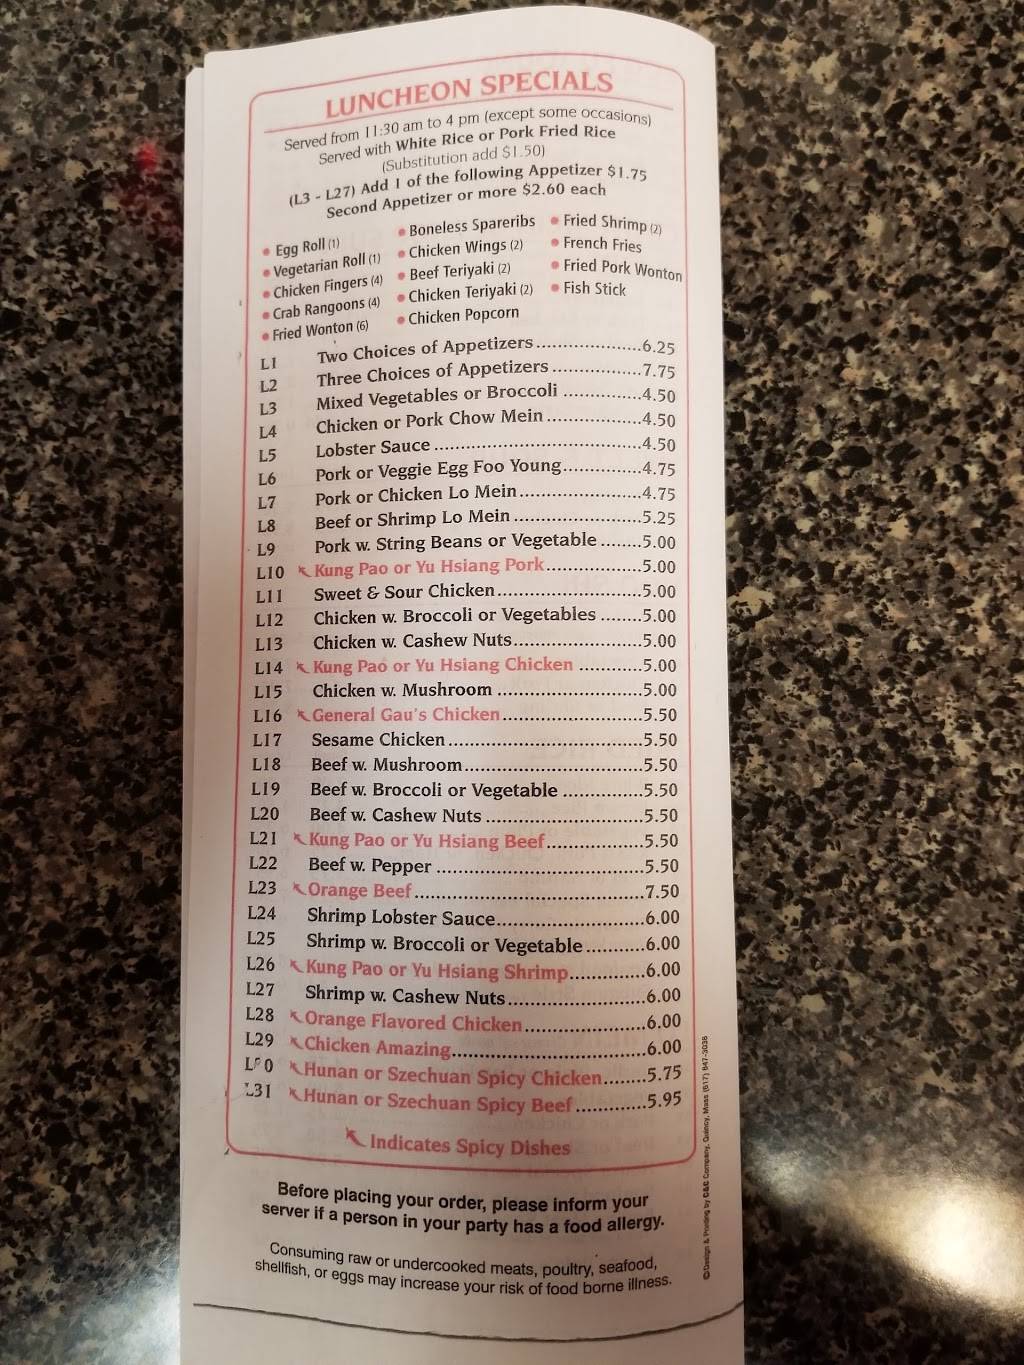 LUNCHEON SPECIALS
Served from 11:30 am to 4 pm (except some occasions)
Served with White Rice or Pork Fried Rice
(Substitution add $1.50)
(L3 - L27) Add 1 of the following Appetizer $1.75
Second Appetizer or more $2.60 each
• Egg Roll (1)
• Vegetarian Roll (1)
• Chicken Fingers (4)
• Crab Rangoons (4)
• Fried Wonton (6)
• Boneless Spareribs
• Chicken Wings (2)
• Beef Teriyaki (2)
• Chicken Teriyaki (2)
• Chicken Popcorn
• Fried Shrimp (2)
• French Fries
• Fried Pork Wonton
• Fish Stick
L1 Two Choices of Appetizers....................6.25
L2 Three Choices of Appetizers.................7.75
L3 Mixed Vegetables or Broccoli ...............4.50
L4 Chicken or Pork Chow Mein..................4.50
L5 Lobster Sauce........................................4.50
L6 Pork or Veggie Egg Foo Young...............4.75
L7 Pork or Chicken Lo Mein.......................4.75
L8 Beef or Shrimp Lo Mein........................5.25
L9 Pork w. String Beans or Vegetable ........5.00
L10 Kung Pao or Yu Hsiang Pork..................5.00
L11 Sweet & Sour Chicken...........................5.00
L12 Chicken w. Broccoli or Vegetables ........5.00
L13 Chicken w. Cashew Nuts........................5.00
L14 Kung Pao or Yu Hsiang Chicken ............5.00
L15 Chicken w. Mushroom ..........................5.00
L16 General Gau's Chicken..........................5.50
L17 Sesame Chicken....................................5.50
L18 Beef w. Mushroom.................................5.50
L19 Beef w. Broccoli or Vegetable ...............5.50
L20 Beef w. Cashew Nuts .............................5.50
L21 Kung Pao or Yu Hsiang Beef..................5.50
L22 Beef w. Pepper ......................................5.50
L23 Orange Beef..........................................7.50
L24 Shrimp Lobster Sauce...........................6.00
L25 Shrimp w. Broccoli or Vegetable...........6.00
L26 Kung Pao or Yu Hsiang Shrimp..............6.00
L27 Shrimp w. Cashew Nuts.........................6.00
L28 Orange Flavored Chicken......................6.00
L29 Chicken Amazing...................................6.00
L30 Hunan or Szechuan Spicy Chicken........5.75
L31 Hunan or Szechuan Spicy Beef .............5.95
Indicates Spicy Dishes
Before placing your order, please inform your
server if a person in your party has a food allergy.
Consuming raw or undercooked meats, poultry, seafood,
shellfish, or eggs may increase your risk of food borne illness.
© Design & Printing by C&C Company, Quincy, Mass (617) 847-3036